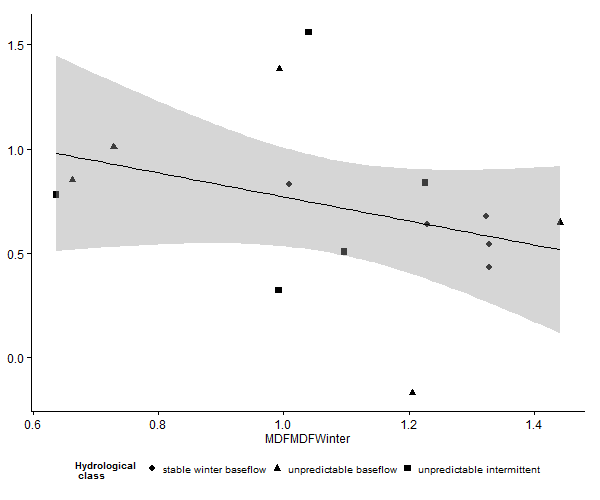 1.5
1.0
0.5
0.0
0.6 0.8 1.0 1.2 1.4
MDFMDFWinter
Hydrological class stable winter baseflow unpredictable baseflow unpredictable intermittent